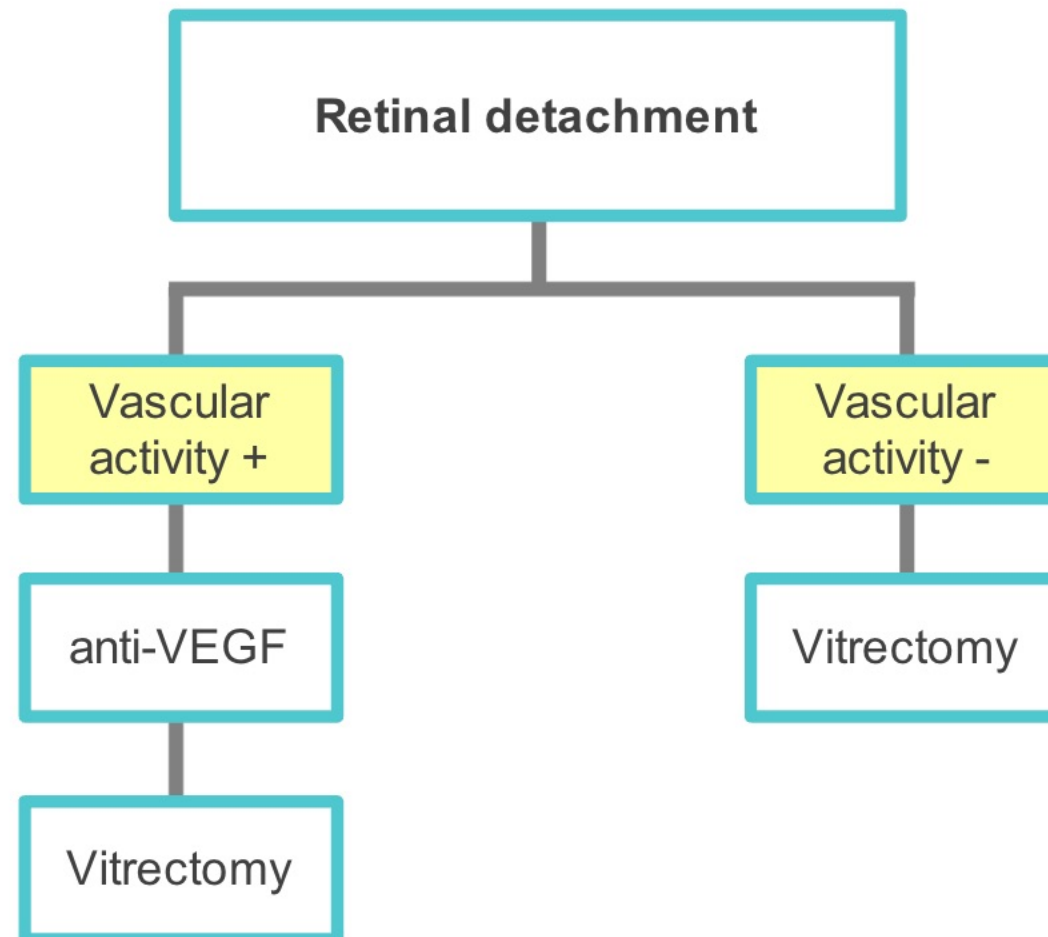 Retinal detachment
Vascular
activity +
Vascular
activity -
anti-VEGF
Vitrectomy
Vitrectomy